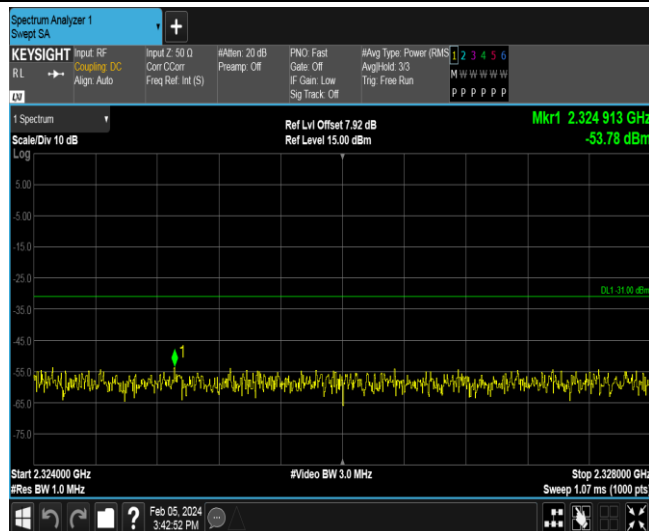 Spectrum Analyzer 1
Swept SA
+
KEYSIGHT
RL
Input: RF
Coupling: DC
Align: Auto
Input Z: 50 Ω
Corr CCorr
Freq Ref: Int (S)
#Atten: 20 dB
Preamp: Off
PNO: Fast
Gate: Off
IF Gain: Low
Sig Track: Off
#Avg Type: Power (RMS
Avg|Hold: 3/3
Trig: Free Run
1 2 3 4 5 6
M W W W W W
P P P P P P
1 Spectrum
Scale/Div 10 dB
Log
Ref Lvl Offset 7.92 dB
Ref Level 15.00 dBm
Mkr1 2.324 913 GHz
-53.78 dBm
5.00
-5.00
-15.0
-25.0
DL1 -31.00 dBm
-35.0
-45.0
1
-55.0
-65.0
-75.0
Start 2.324000 GHz
#Res BW 1.0 MHz
#Video BW 3.0 MHz
Stop 2.328000 GHz
Sweep 1.07 ms (1000 pts)
?
Feb 05, 2024
3:42:52 PM